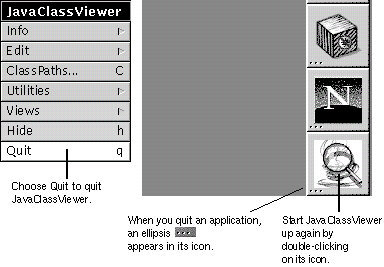 JavaClassViewer
Info
Edit
ClassPaths... C
Utilities
Views
Hide h
Quit q
N
Choose Quit to quit
JavaClassViewer.
When you quit an application,
an ellipsis ...
appears in its icon.
Start JavaClassViewer
up again by
double-clicking
on its icon.